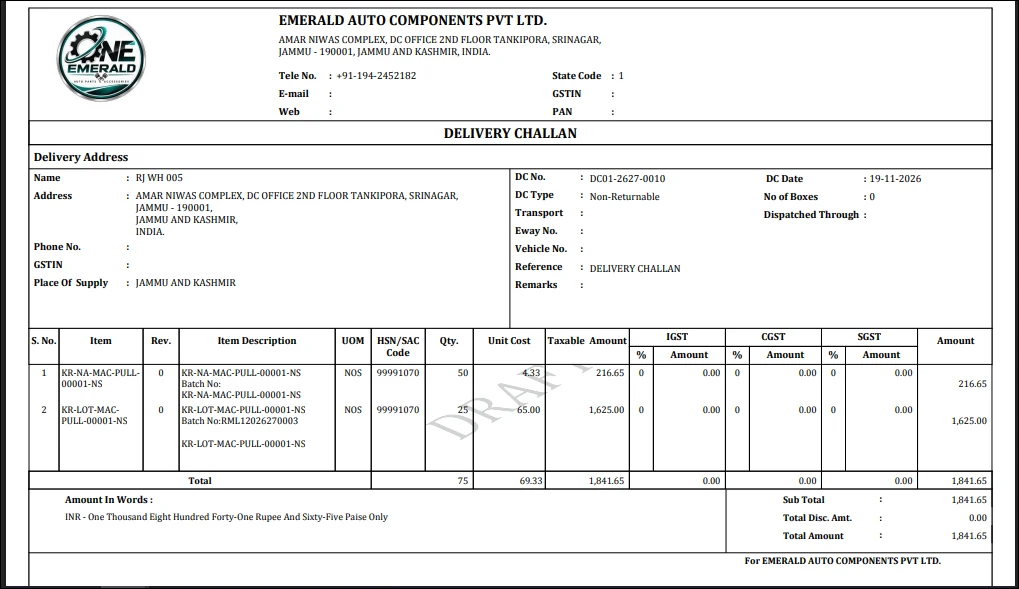 ONE
EMERALD
EMERALD AUTO COMPONENTS PVT LTD.
AMAR NIWAS COMPLEX, DC OFFICE 2ND FLOOR TANKIPORA, SRINAGAR,
JAMMU - 190001, JAMMU AND KASHMIR, INDIA.
Tele No. : +91-194-2452182 State Code : 1
E-mail : GSTIN :
Web : PAN :
DELIVERY CHALLAN
Delivery Address
Name : RJ WH 005
Address : AMAR NIWAS COMPLEX, DC OFFICE 2ND FLOOR TANKIPORA, SRINAGAR,
JAMMU - 190001,
JAMMU AND KASHMIR,
INDIA.
Phone No. :
GSTIN :
Place Of Supply : JAMMU AND KASHMIR
DC No. : DC01-2627-0010 DC Date : 19-11-2026
DC Type : Non-Returnable No of Boxes : 0
Transport : Dispatched Through :
Eway No. :
Vehicle No. :
Reference : DELIVERY CHALLAN
Remarks :
S. No. Item Rev. Item Description UOM HSN/SAC Code Qty. Unit Cost Taxable Amount IGST CGST SGST Amount
% Amount % Amount % Amount
1 KR-NA-MAC-PULL- 0 KR-NA-MAC-PULL-00001-NS NOS 99991070 50 4.33 216.65 0 0.00 0 0.00 0 0.00
00001-NS Batch No: 216.65
KR-NA-MAC-PULL-00001-NS
2 KR-LOT-MAC- 0 KR-LOT-MAC-PULL-00001-NS NOS 99991070 25 65.00 1,625.00 0 0.00 0 0.00 0 0.00
PULL-00001-NS Batch No:RML12026270003 1,625.00
KR-LOT-MAC-PULL-00001-NS
DRAFT
Total 75 69.33 1,841.65 0.00 0.00 0.00 1,841.65
Amount In Words :
INR - One Thousand Eight Hundred Forty-One Rupee And Sixty-Five Paise Only
Sub Total : 1,841.65
Total Disc. Amt. : 0.00
Total Amount : 1,841.65
For EMERALD AUTO COMPONENTS PVT LTD.